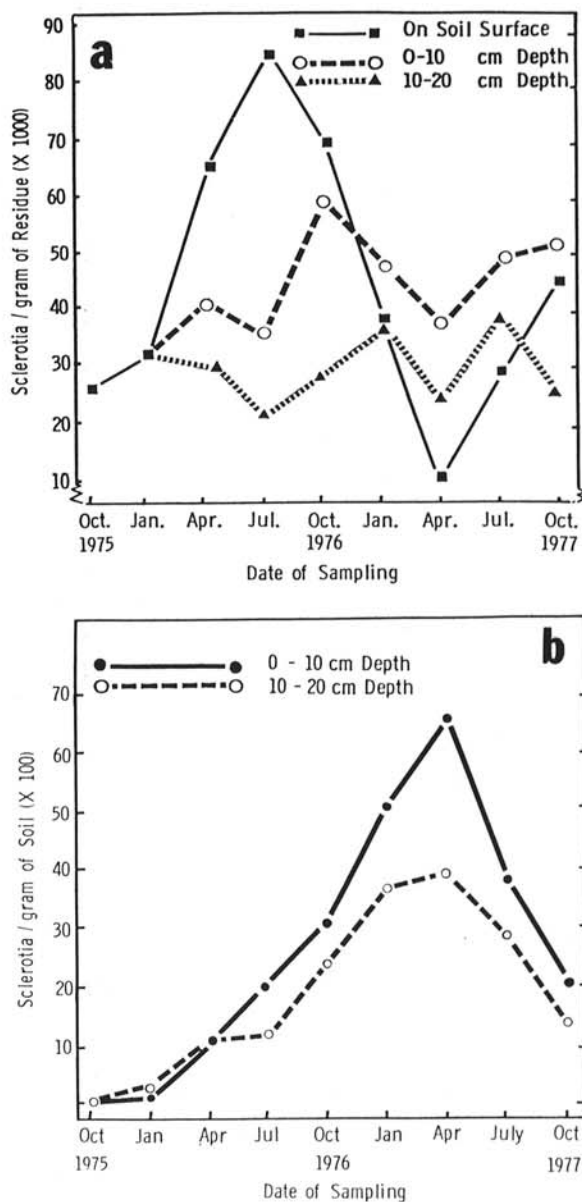 a
On Soil Surface
0-10 cm Depth
10-20 cm Depth
Sclerotia / gram of Residue (X 1000)
90
80
70
60
50
40
30
20
10
Oct. Jan. Apr. Jul. Oct. Jan. Apr. Jul. Oct.
1975 1976 1977
Date of Sampling
b
0 - 10 cm Depth
10 - 20 cm Depth
Sclerotia / gram of Soil (X 100)
70
60
50
40
30
20
10
Oct Jan Apr Jul Oct Jan Apr July Oct
1975 1976 1977
Date of Sampling